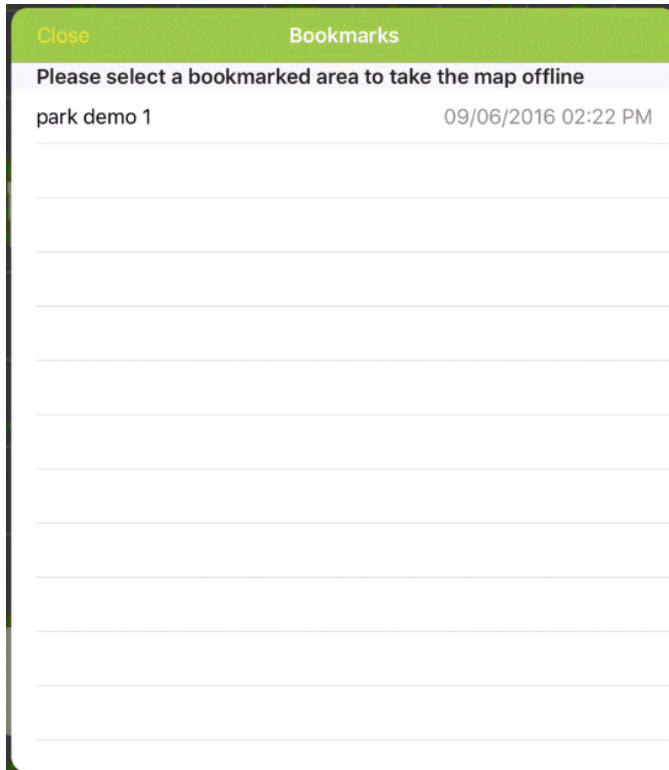 Close Bookmarks
Please select a bookmarked area to take the map offline
park demo 1 09/06/2016 02:22 PM